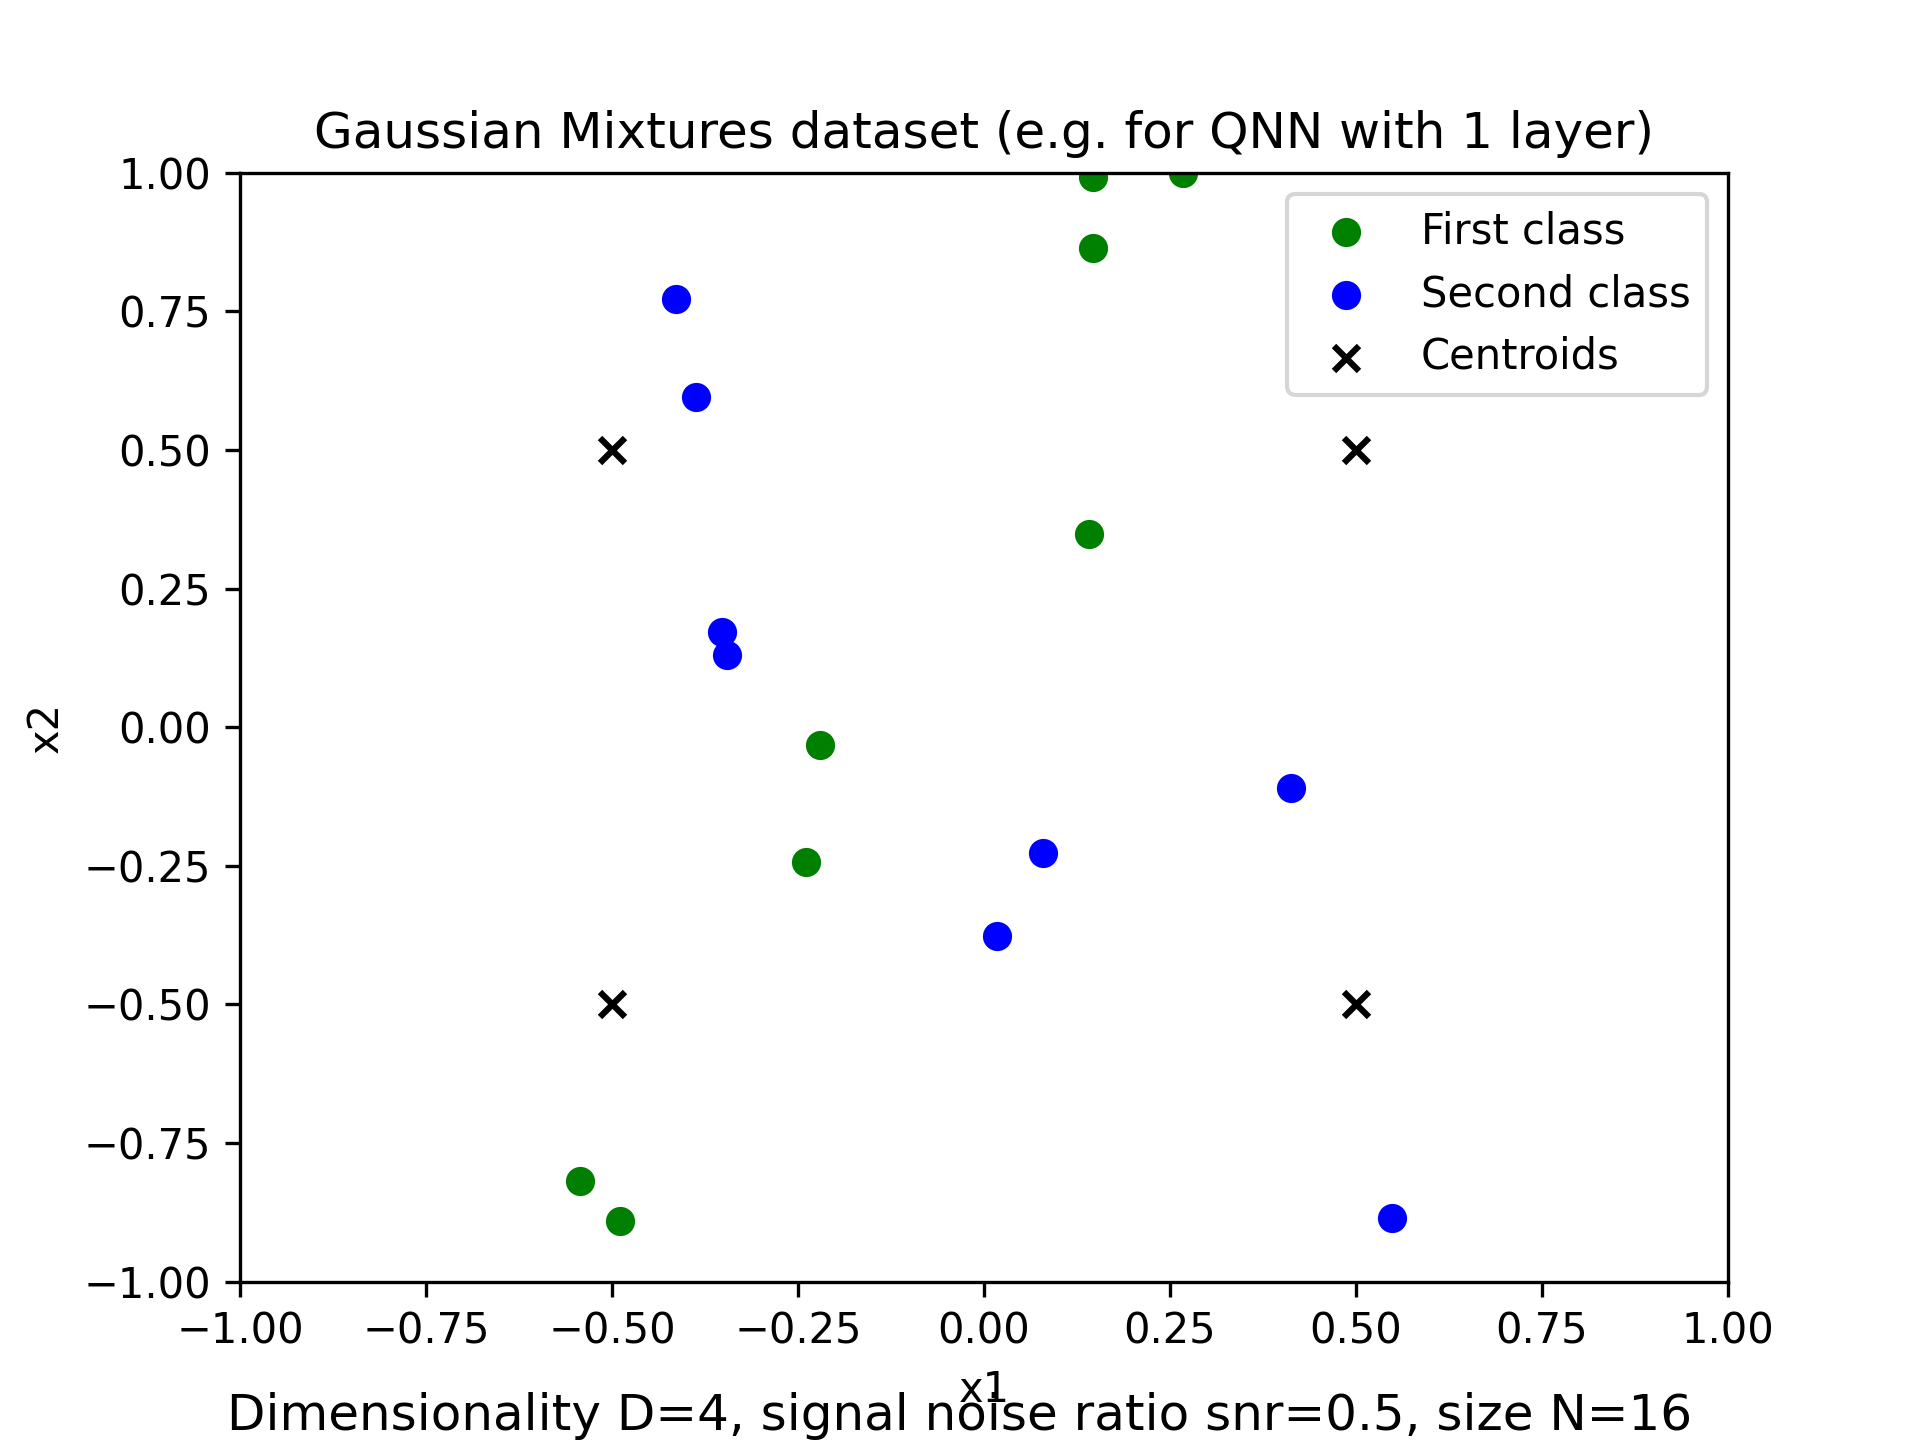 Gaussian Mixtures dataset (e.g. for QNN with 1 layer)
1.00
0.75
0.50
0.25
0.00
−0.25
−0.50
−0.75
−1.00
x2
First class
Second class
Centroids
−1.00 −0.75 −0.50 −0.25 0.00 0.25 0.50 0.75 1.00
x1
Dimensionality D=4, signal noise ratio snr=0.5, size N=16